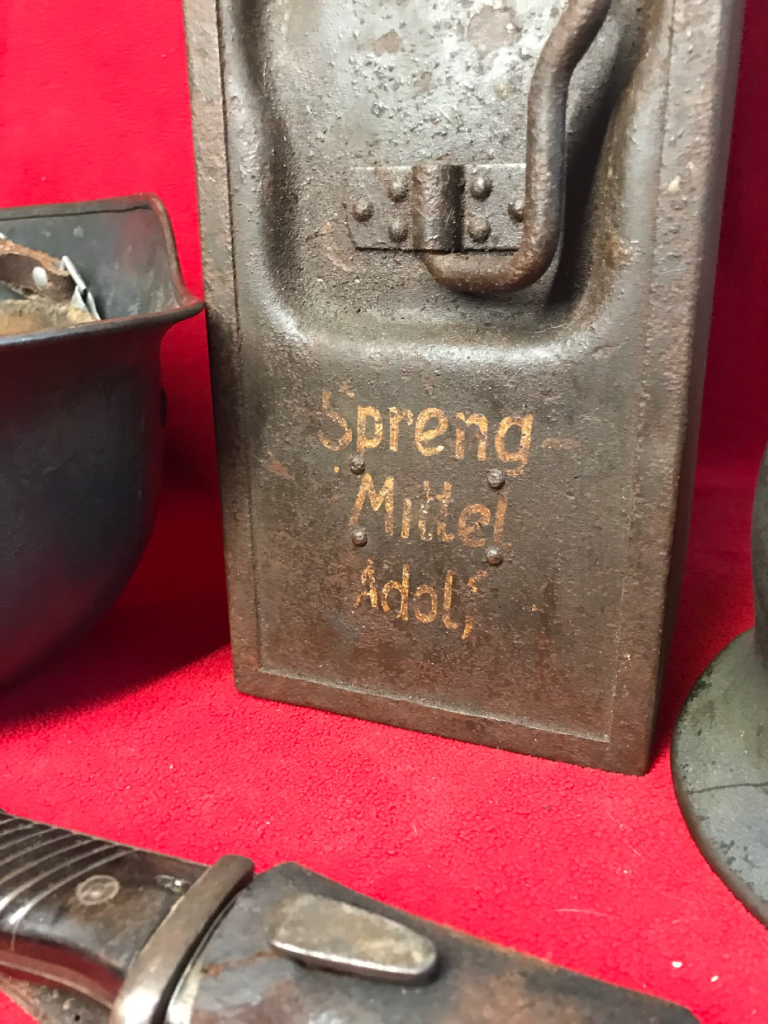 Spreng-
Mittel
Adolf